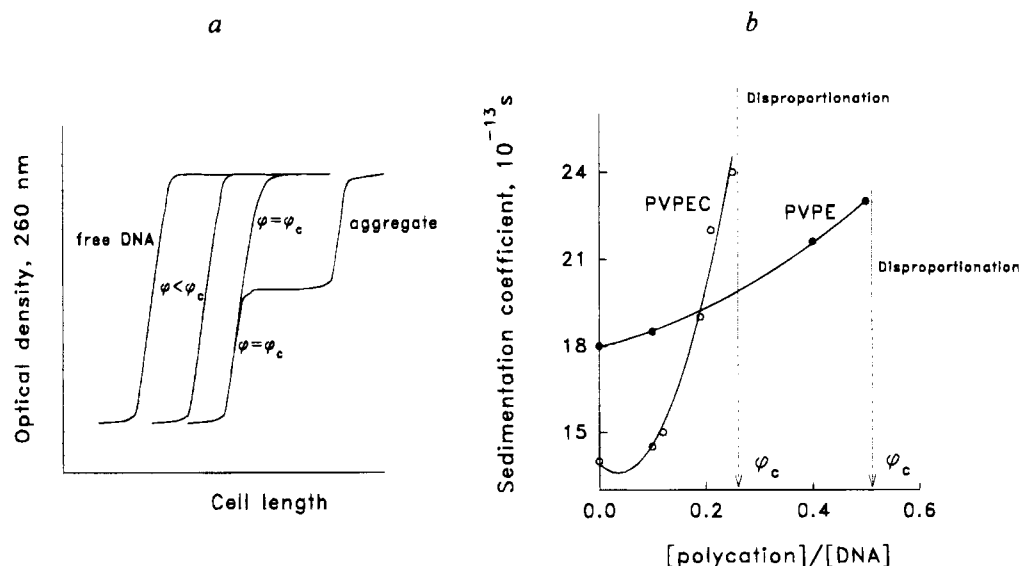 a
b
Optical density, 260 nm
free DNA
φ<φc
φ=φc
φ=φc
aggregate
Cell length
Sedimentation coefficient, 10⁻¹³ s
24
21
18
15
Disproportionation
PVPEC
PVPE
Disproportionation
φc
φc
0.0
0.2
0.4
0.6
[polycation]/[DNA]